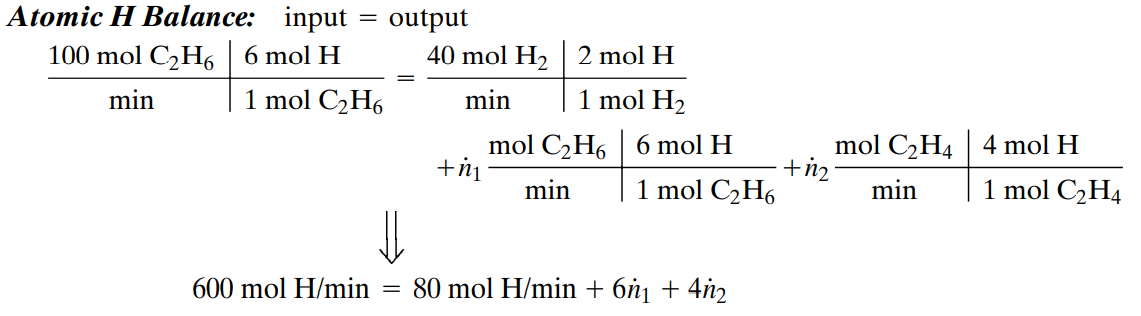 Atomic H Balance: input = output
100 mol C₂H₆ | 6 mol H = 40 mol H₂ | 2 mol H
min | 1 mol C₂H₆ min | 1 mol H₂
+ṅ₁ mol C₂H₆ | 6 mol H +ṅ₂ mol C₂H₄ | 4 mol H
min | 1 mol C₂H₆ min | 1 mol C₂H₄
⇓
600 mol H/min = 80 mol H/min + 6ṅ₁ + 4ṅ₂